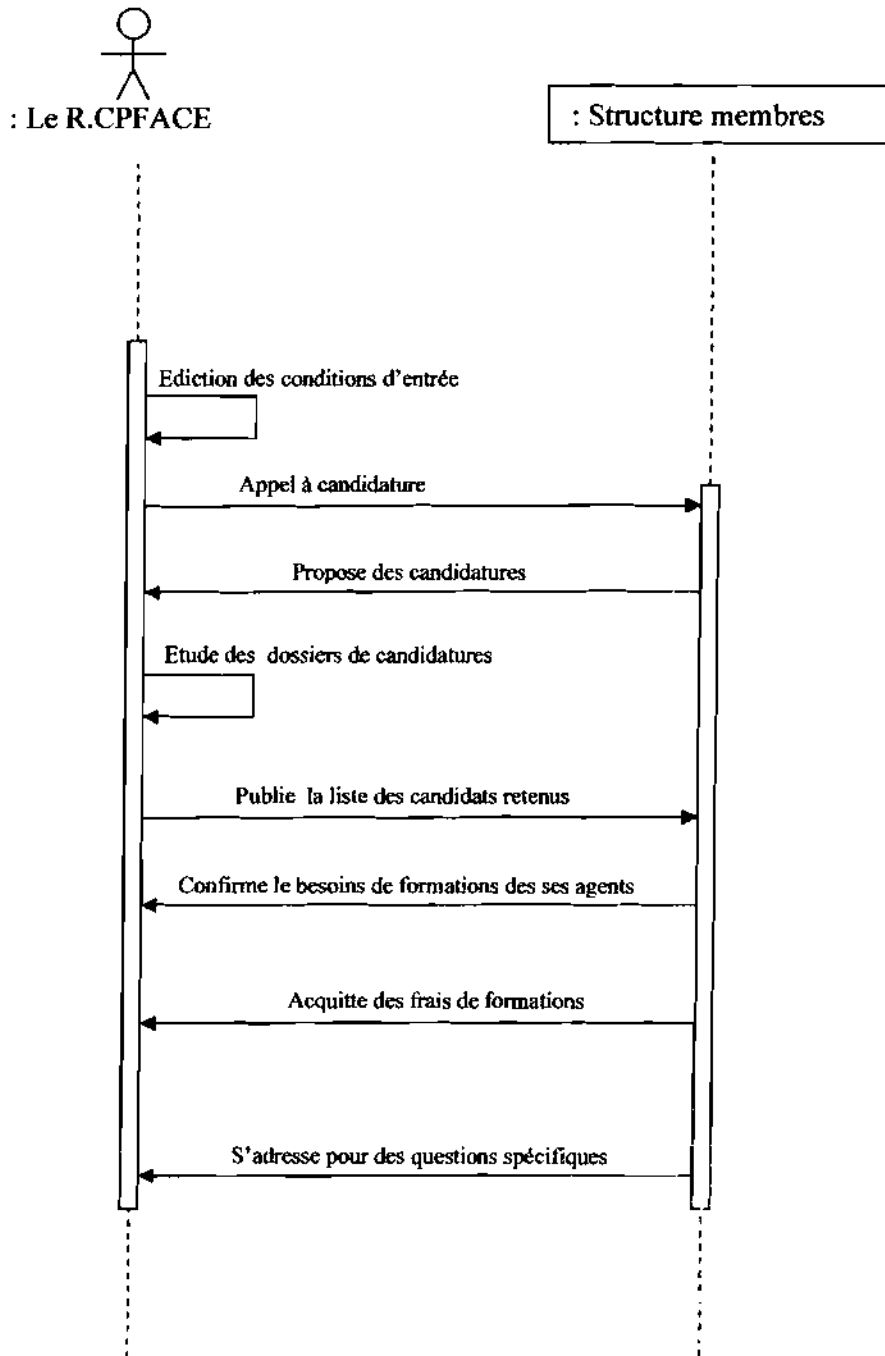 : Le R.CPFACE
: Structure membres
Ediction des conditions d'entrée
Appel à candidature
Propose des candidatures
Etude des dossiers de candidatures
Publie la liste des candidats retenus
Confirme le besoins de formations des ses agents
Acquitte des frais de formations
S'adresse pour des questions spécifiques